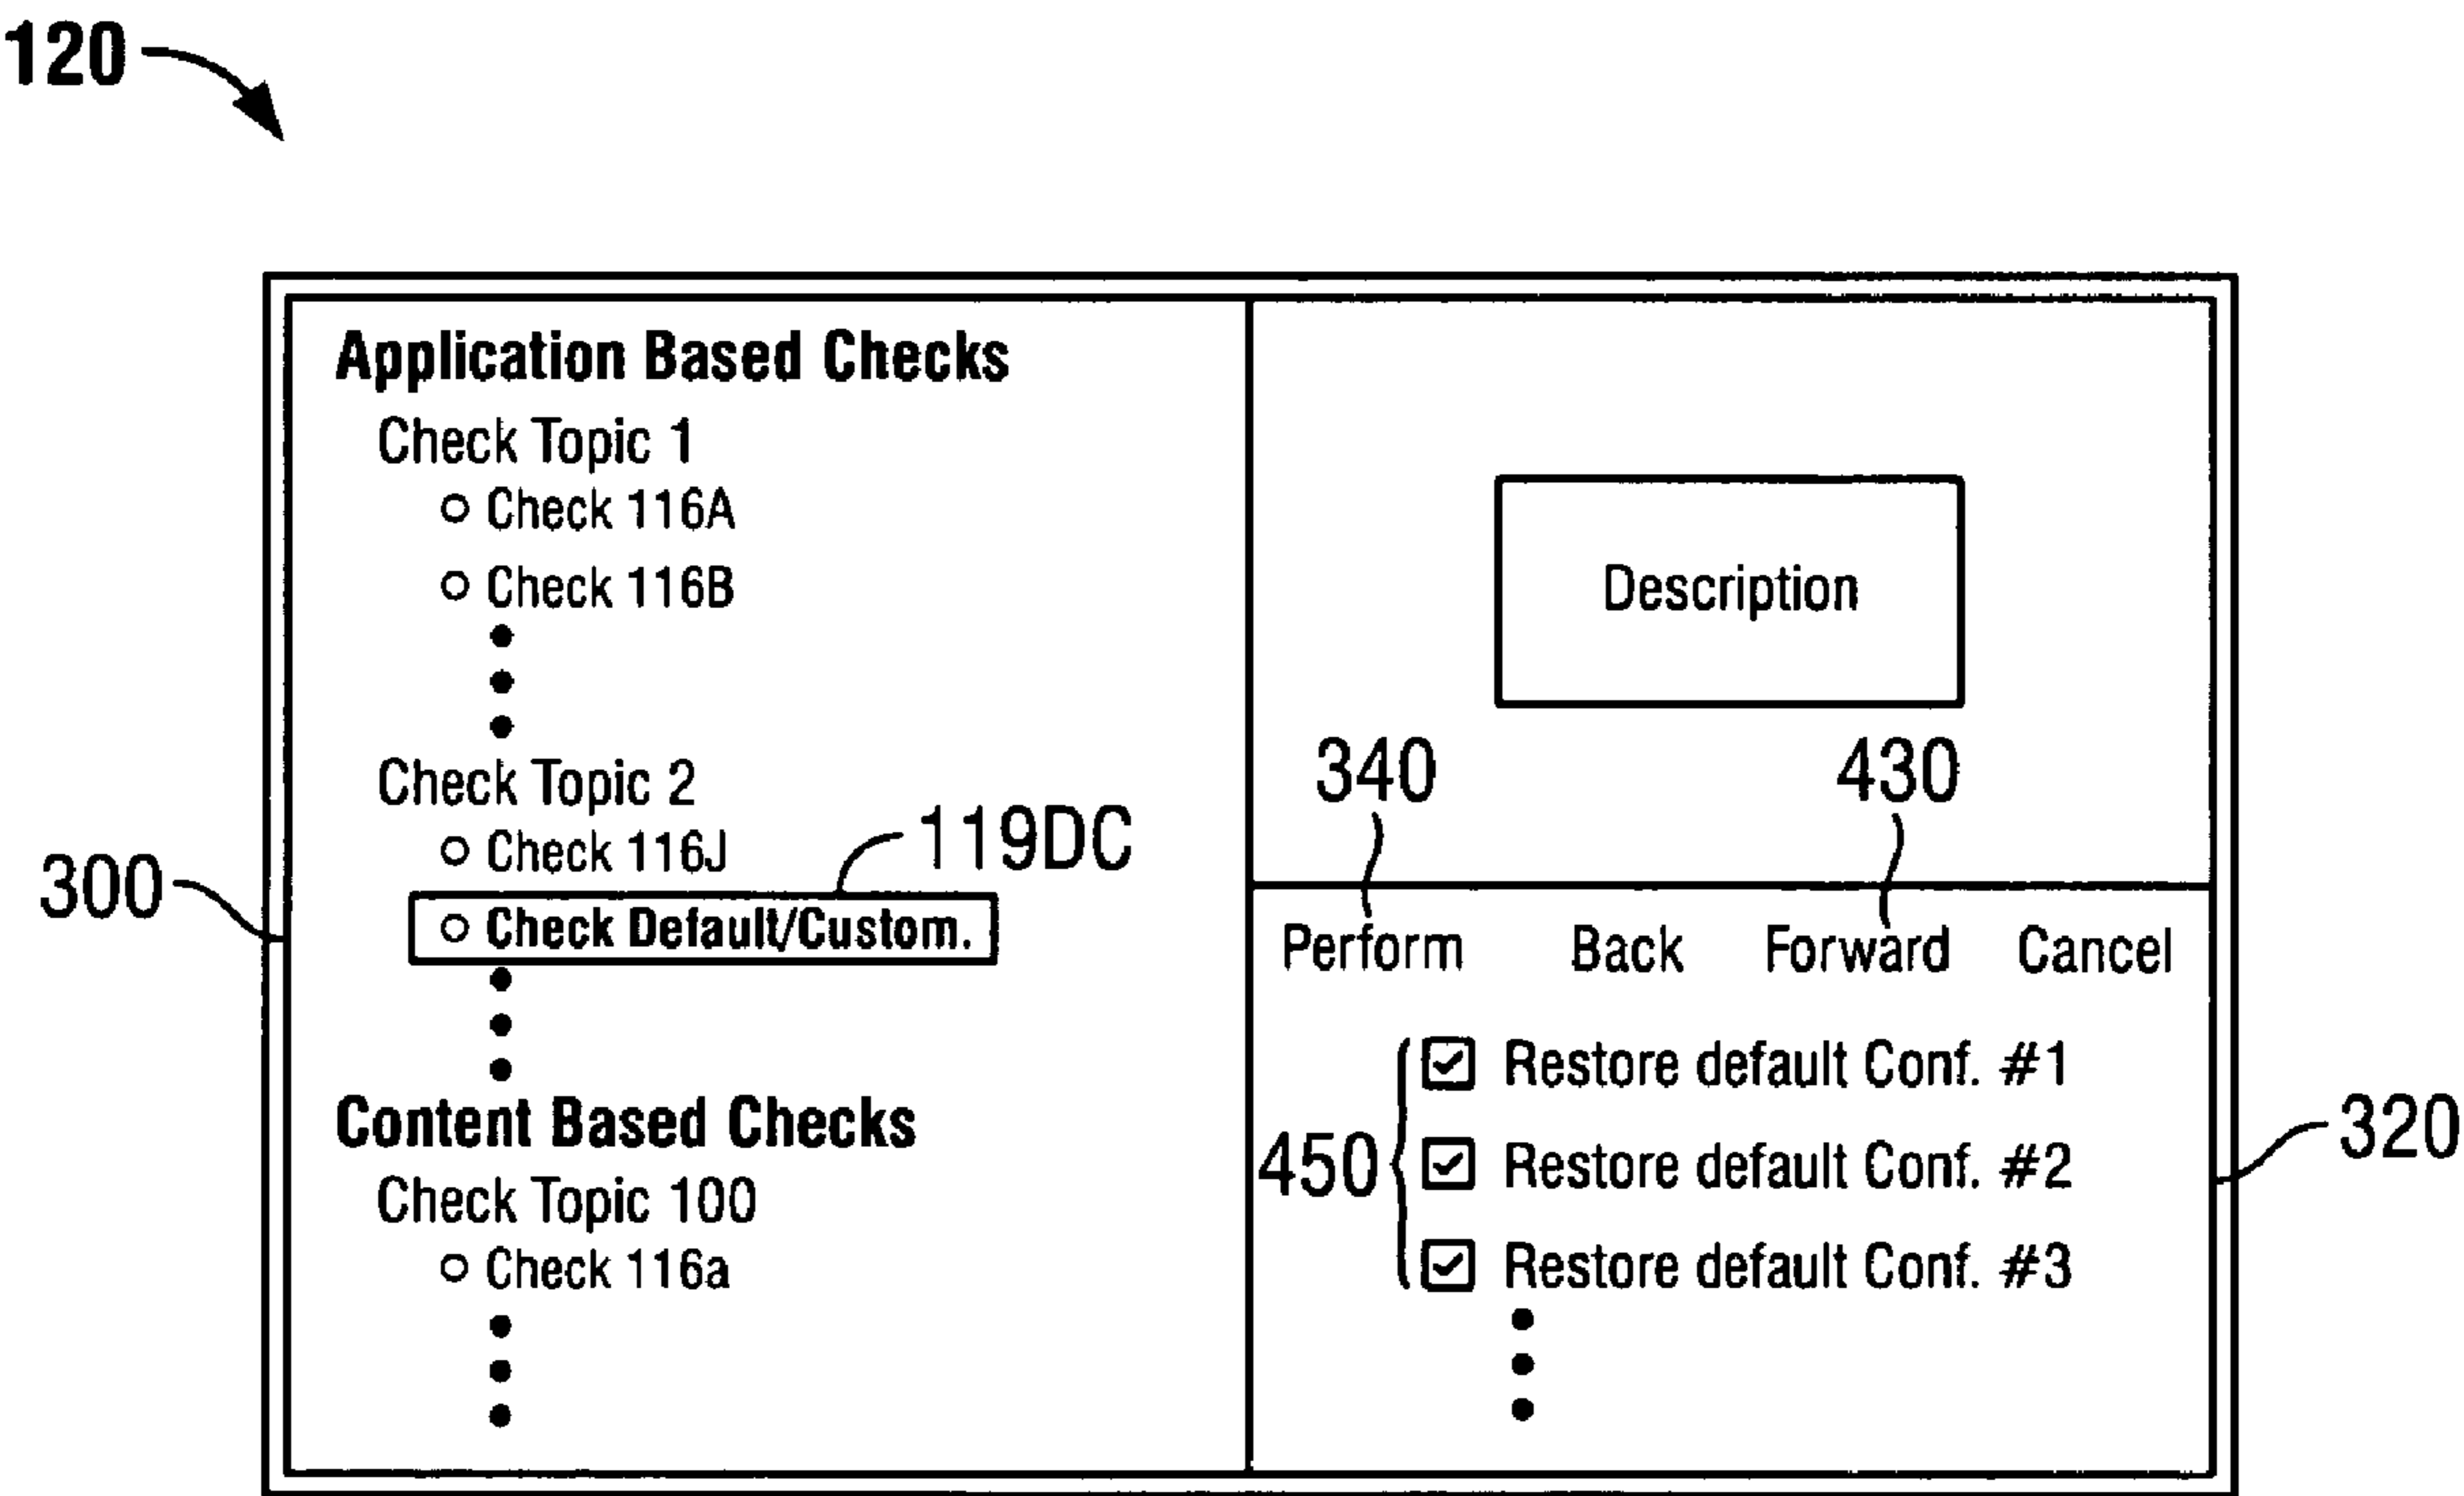 120
Application Based Checks
Check Topic 1
Check 116A
Check 116B
Check Topic 2
Check 116J
119DC
300
Check Default/Custom.
Content Based Checks
Check Topic 100
Check 116a
Description
340 430
Perform Back Forward Cancel
450
Restore default Conf. #1
Restore default Conf. #2
Restore default Conf. #3
320